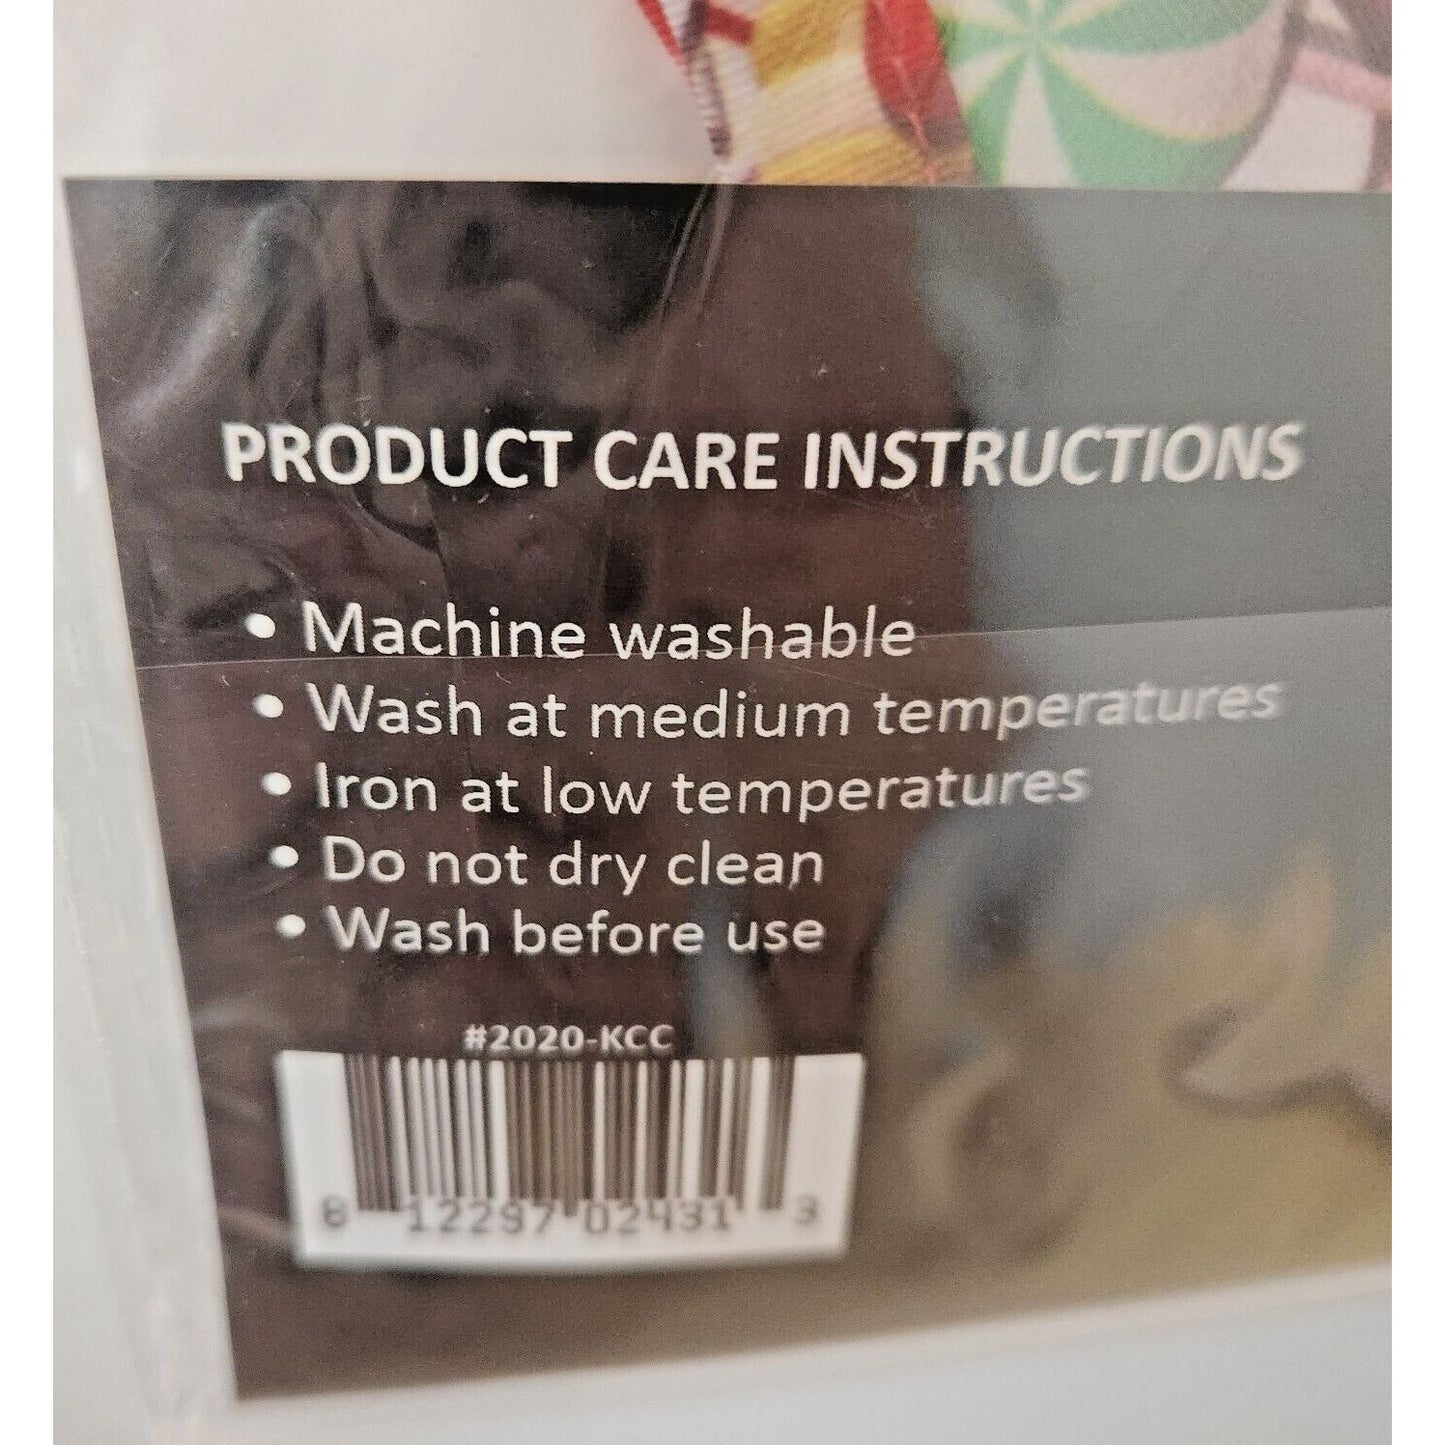 PRODUCT CARE INSTRUCTIONS
• Machine washable
• Wash at medium temperatures
• Iron at low temperatures
• Do not dry clean
• Wash before use
#2020-KCC
8 12297 02431 3